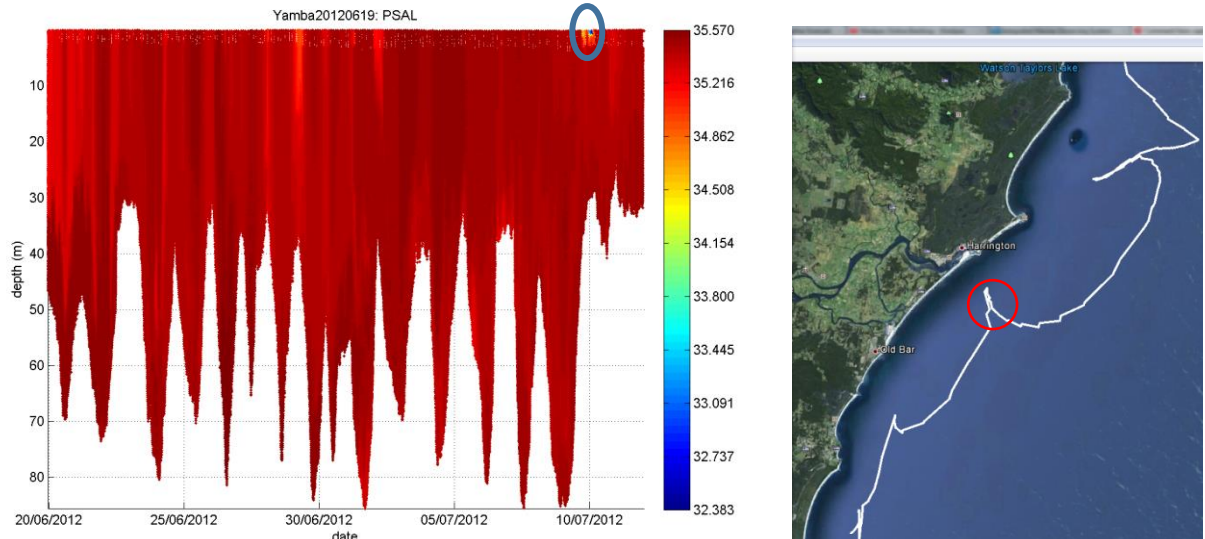 Yamba20120619: PSAL
10
20
30
40
50
60
70
80
depth (m)
20/06/2012 25/06/2012 30/06/2012 05/07/2012 10/07/2012
date
35.570
35.216
34.862
34.508
34.154
33.800
33.445
33.091
32.737
32.383
Watson Taylors Lake
Harrington
Old Bar